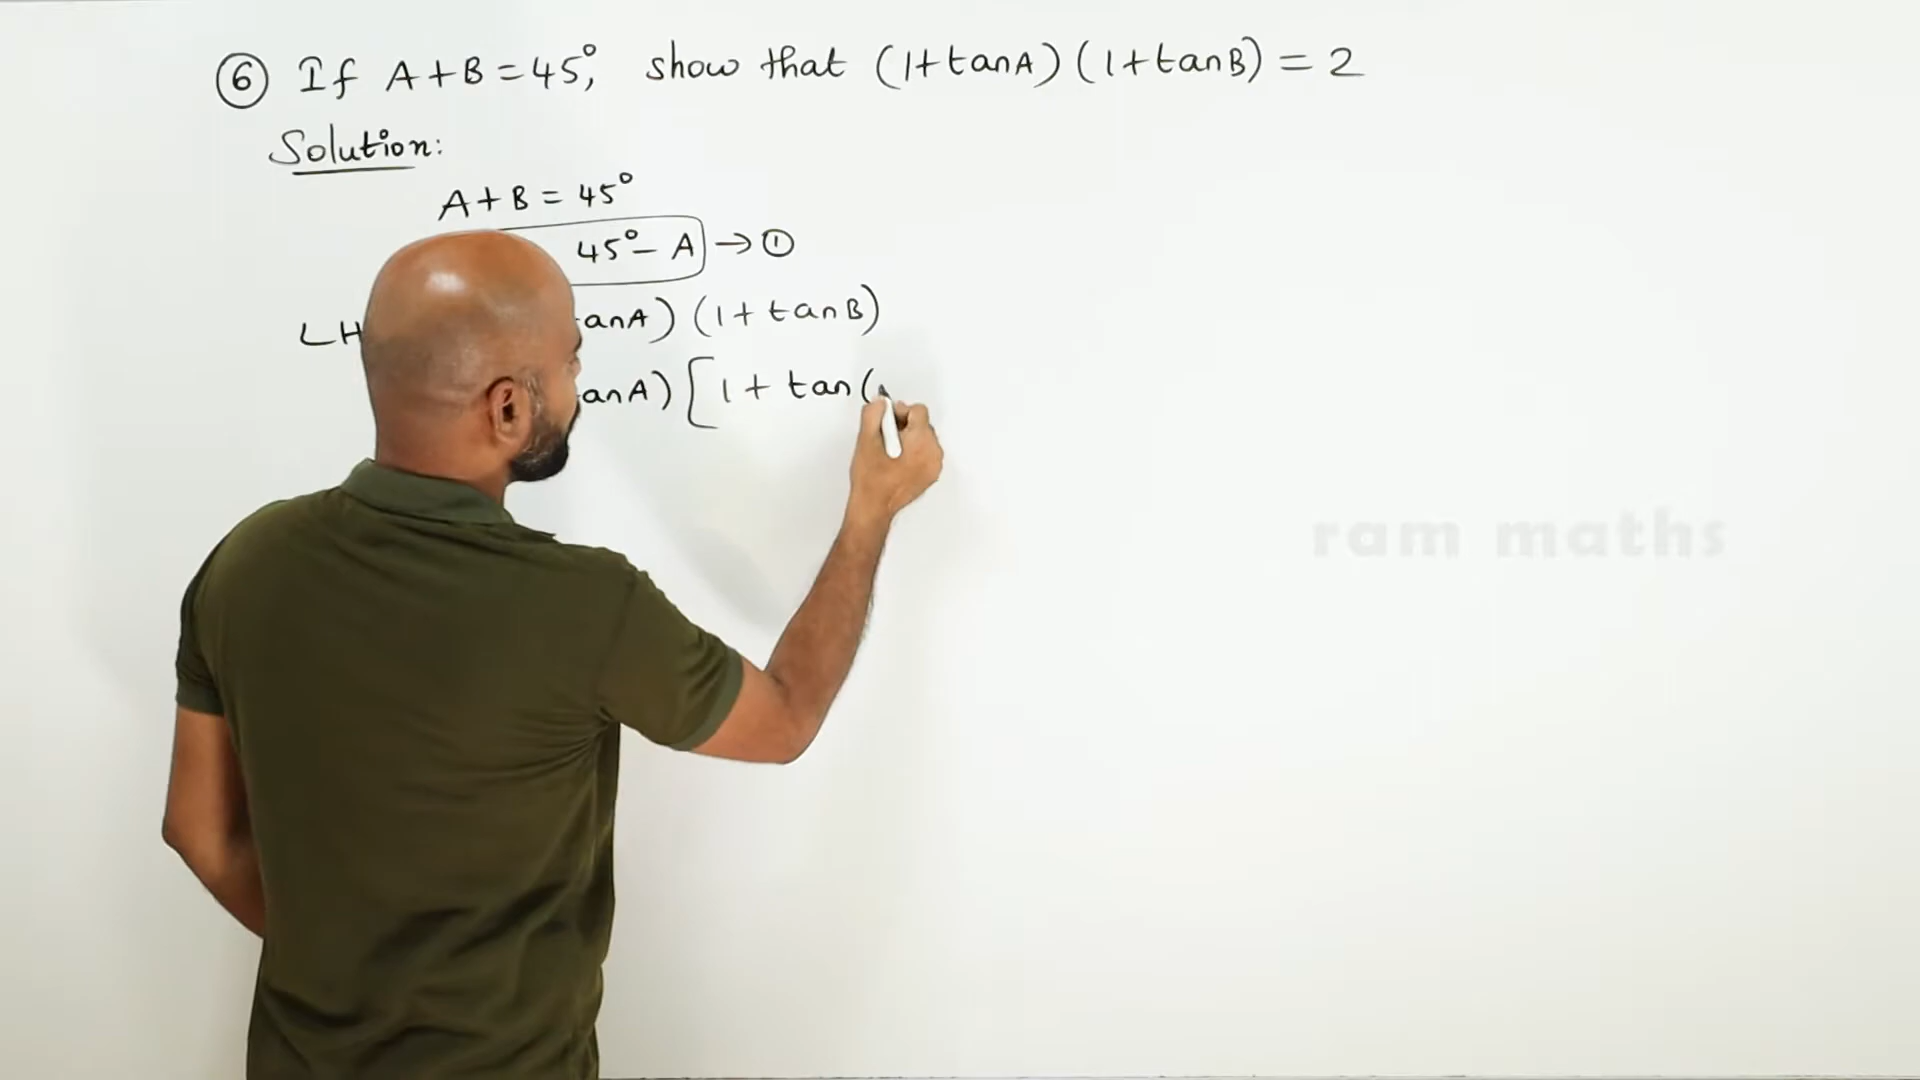 ⑥ If A+B=45°, show that (1+tanA)(1+tanB) = 2
Solution:
A+B = 45°
45°- A → ①
LH anA) (1+ tanB)
anA) [1+ tan(
ram maths